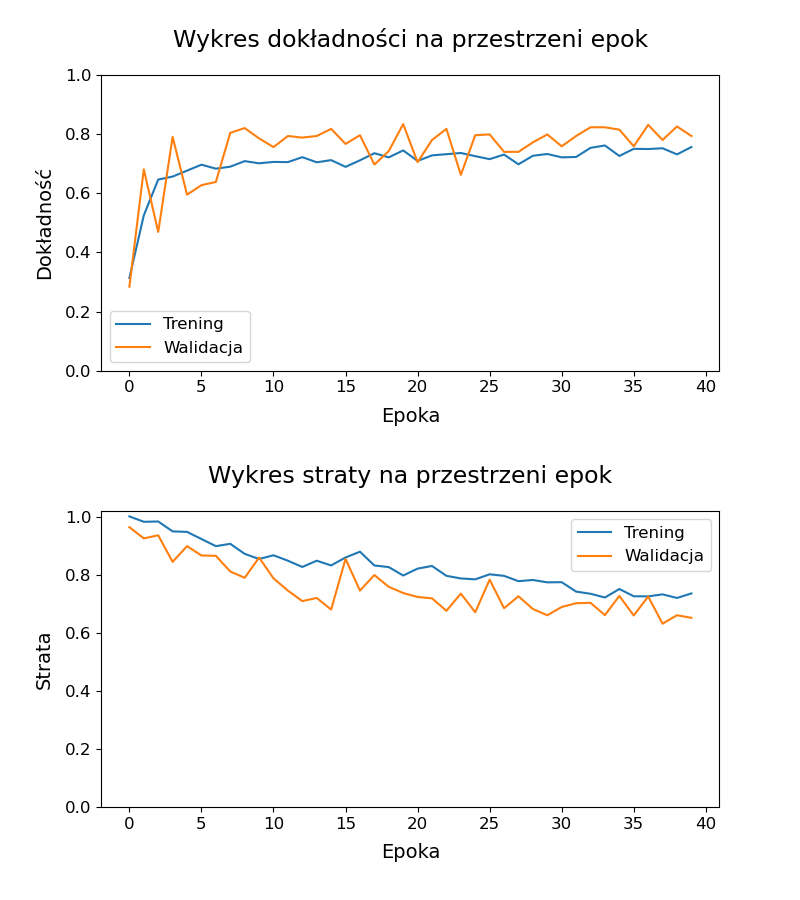 Wykres dokładności na przestrzeni epok
1.0
0.8
0.6
0.4
0.2
0.0
Dokładność
Trening
Walidacja
0 5 10 15 20 25 30 35 40
Epoka
Wykres straty na przestrzeni epok
1.0
0.8
0.6
0.4
0.2
0.0
Strata
Trening
Walidacja
0 5 10 15 20 25 30 35 40
Epoka